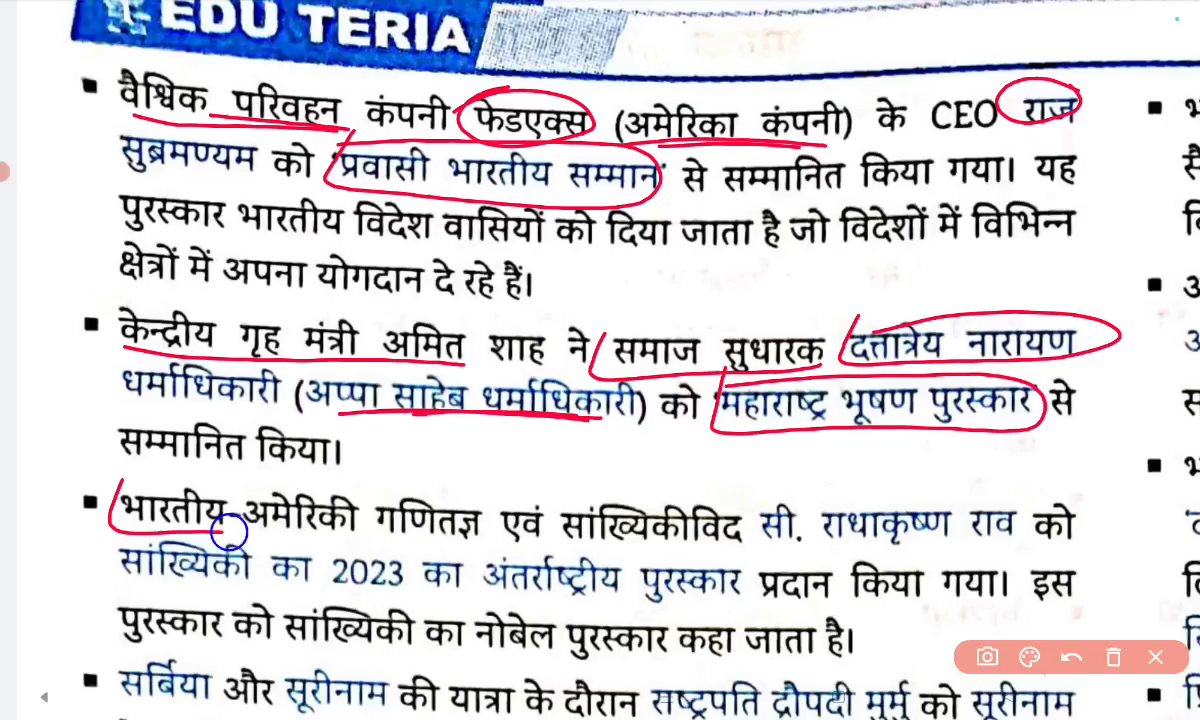 EDU TERIA
▪ वैश्विक परिवहन कंपनी फेडएक्स (अमेरिका कंपनी) के CEO राज
सुब्रमण्यम को 'प्रवासी भारतीय सम्मान' से सम्मानित किया गया। यह
पुरस्कार भारतीय विदेश वासियों को दिया जाता है जो विदेशों में विभिन्न
क्षेत्रों में अपना योगदान दे रहे हैं।
▪ केन्द्रीय गृह मंत्री अमित शाह ने समाज सुधारक दत्तात्रेय नारायण
धर्माधिकारी (अप्पा साहेब धर्माधिकारी) को 'महाराष्ट्र भूषण पुरस्कार' से
सम्मानित किया।
▪ भारतीय अमेरिकी गणितज्ञ एवं सांख्यिकीविद सी. राधाकृष्ण राव को
सांख्यिकी का 2023 का अंतर्राष्ट्रीय पुरस्कार प्रदान किया गया। इस
पुरस्कार को सांख्यिकी का नोबेल पुरस्कार कहा जाता है।
▪ सर्बिया और सूरीनाम की यात्रा के दौरान राष्ट्रपति द्रौपदी मुर्मु को सूरीनाम